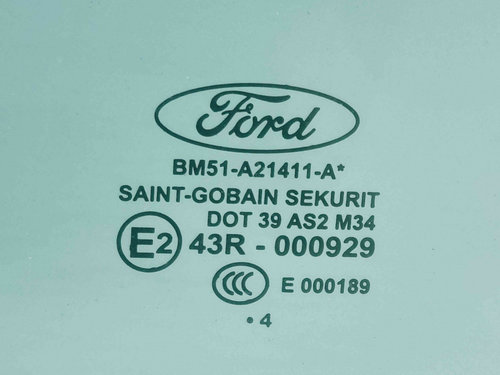 Ford
BM51-A21411-A*
SAINT-GOBAIN SEKURIT
DOT 39 AS2 M34
E2 43R - 000929
CCC E 000189
• 4